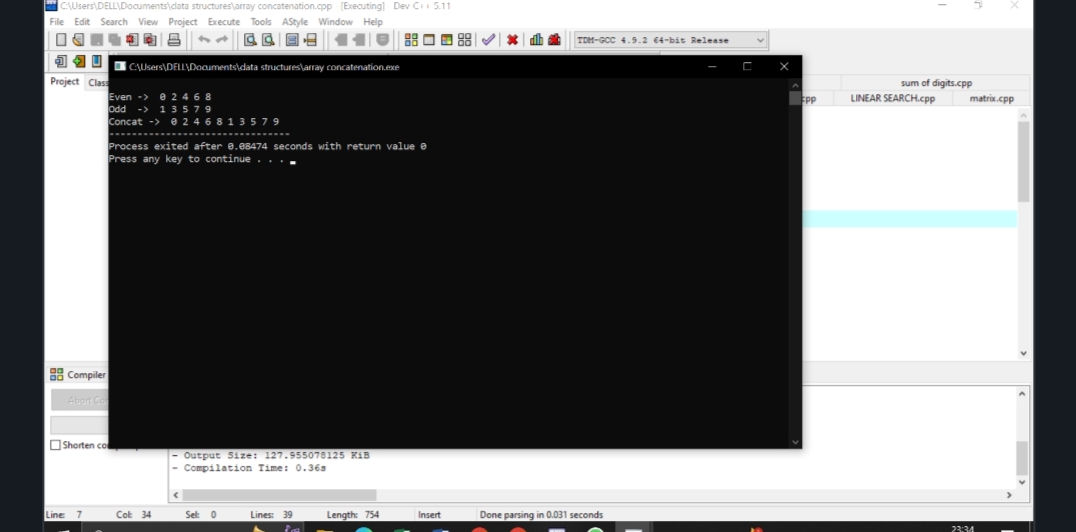 C:\Users\DELL\Documents\data structures\array concatenation.cpp [Executing] Dev C++ 5.11
File Edit Search View Project Execute Tools AStyle Window Help
TDM-GCC 4.9.2 64-bit Release
C:\Users\DELL\Documents\data structures\array concatenation.exe
Project Class
sum of digits.cpp
cpp LINEAR SEARCH.cpp matrix.cpp
Even -> 0 2 4 6 8
Odd -> 1 3 5 7 9
Concat -> 0 2 4 6 8 1 3 5 7 9
--------------------------------
Process exited after 0.08474 seconds with return value 0
Press any key to continue . . .
Compiler
Abort
Shorten
- Output Size: 127.955078125 KiB
- Compilation Time: 0.36s
Line: 7 Col: 34 Sel: 0 Lines: 39 Length: 754 Insert Done parsing in 0.031 seconds
23:34